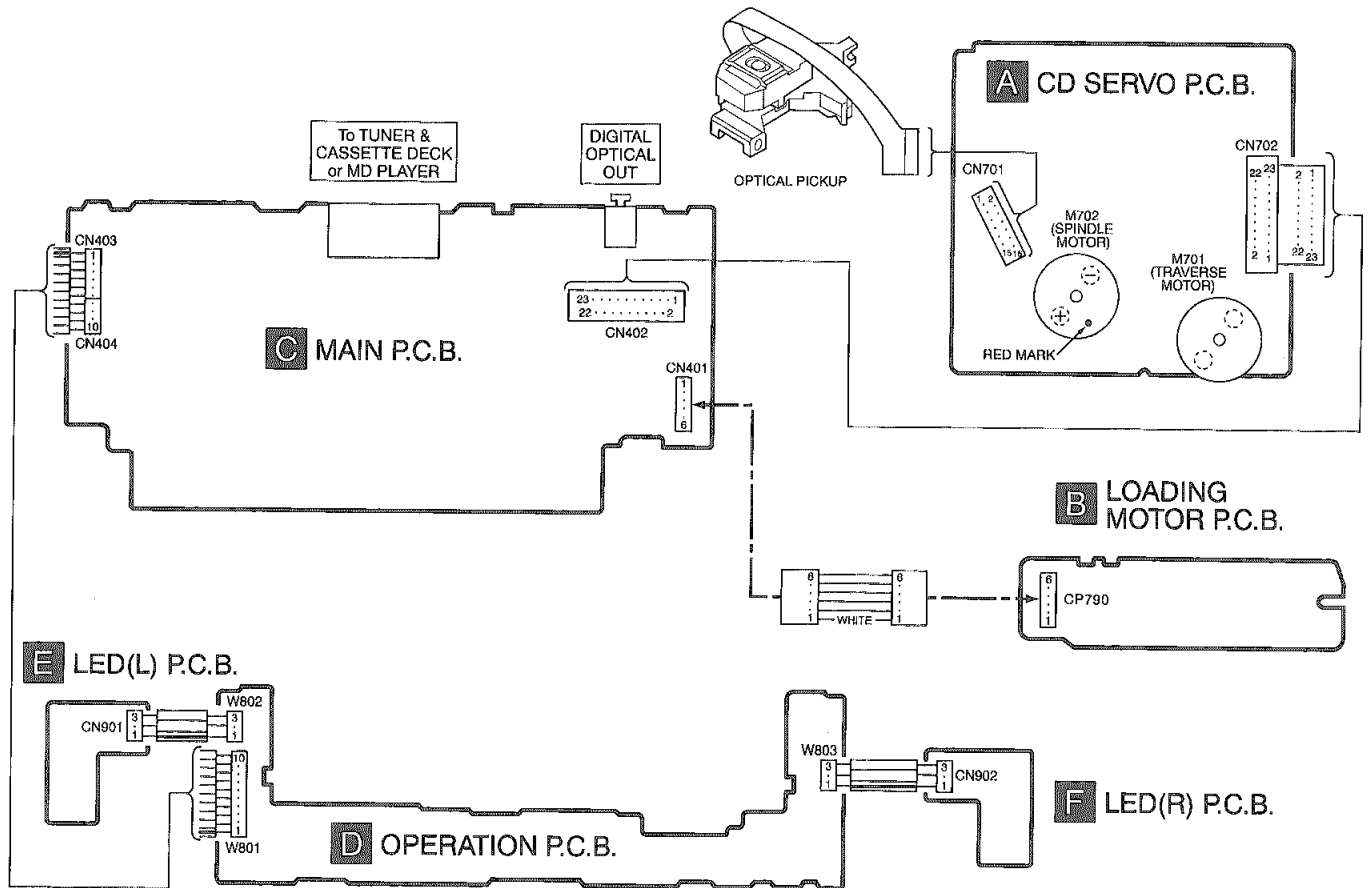 A CD SERVO P.C.B.
To TUNER &
CASSETTE DECK
or MD PLAYER
DIGITAL
OPTICAL
OUT
OPTICAL PICKUP
CN701
1 2
15 16
CN702
22 23
2 1
2 1
22 23
M702
(SPINDLE
MOTOR)
M701
(TRAVERSE
MOTOR)
RED MARK
CN403
1
10
CN404
C MAIN P.C.B.
23 1
22 2
CN402
CN401
1
6
B LOADING
MOTOR P.C.B.
6
1
WHITE
6
1
6
1
CP790
E LED(L) P.C.B.
CN901
3
1
W802
3
1
10
1
W801
D OPERATION P.C.B.
W803
3
1
3
1
CN902
F LED(R) P.C.B.